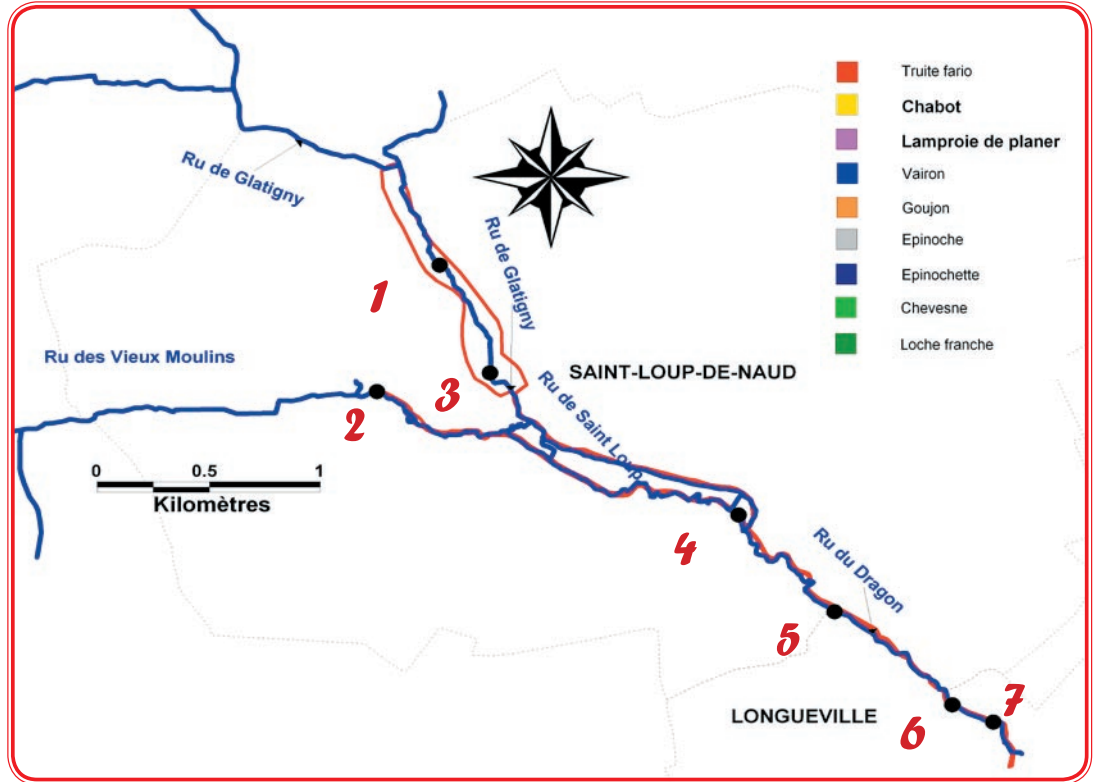 Truite fario
Chabot
Lamproie de planer
Vairon
Goujon
Epinoche
Epinochette
Chevesne
Loche franche
Ru de Glatigny
Ru de Glatigny
1
Ru des Vieux Moulins
SAINT-LOUP-DE-NAUD
3
2
Ru de Saint Loup
0 0.5 1
Kilomètres
4
Ru du Dragon
5
LONGUEVILLE
6
7